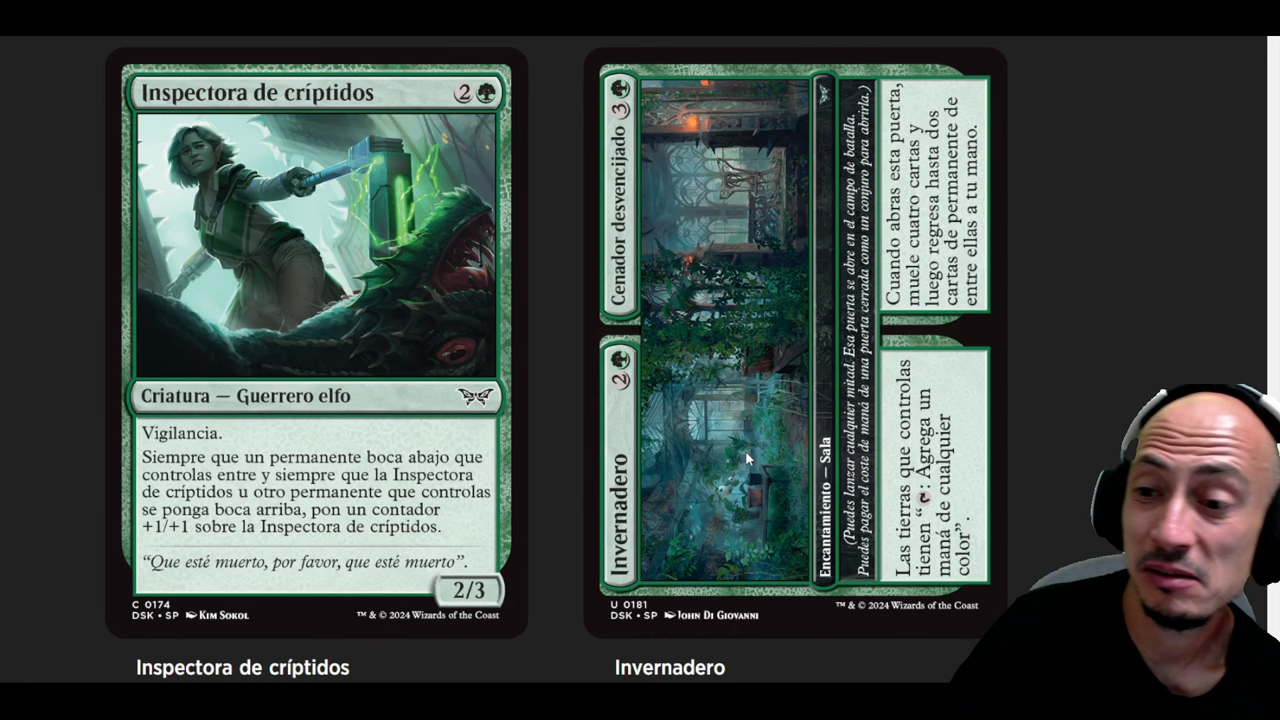 Inspectora de críptidos
2
Criatura — Guerrero elfo
Vigilancia.
Siempre que un permanente boca abajo que
controlas entre y siempre que la Inspectora
de críptidos u otro permanente que controlas
se ponga boca arriba, pon un contador
+1/+1 sobre la Inspectora de críptidos.
“Que esté muerto, por favor, que esté muerto”.
2/3
C 0174
DSK • SP KIM SOKOL
™ & © 2024 Wizards of the Coast
Inspectora de críptidos
Invernadero
2
Las tierras que controlas
tienen “: Agrega un
maná de cualquier
color”.
Cenador desvencijado
3
Cuando abras esta puerta,
muele cuatro cartas y
luego regresa hasta dos
cartas de permanente de
entre ellas a tu mano.
Encantamiento — Sala
(Puedes lanzar cualquier mitad. Esa puerta se abre en el campo de batalla.
Puedes pagar el coste de maná de una puerta cerrada como un conjuro para abrirla.)
U 0181
DSK • SP JOHN DI GIOVANNI
™ & © 2024 Wizards of the Coast
Invernadero